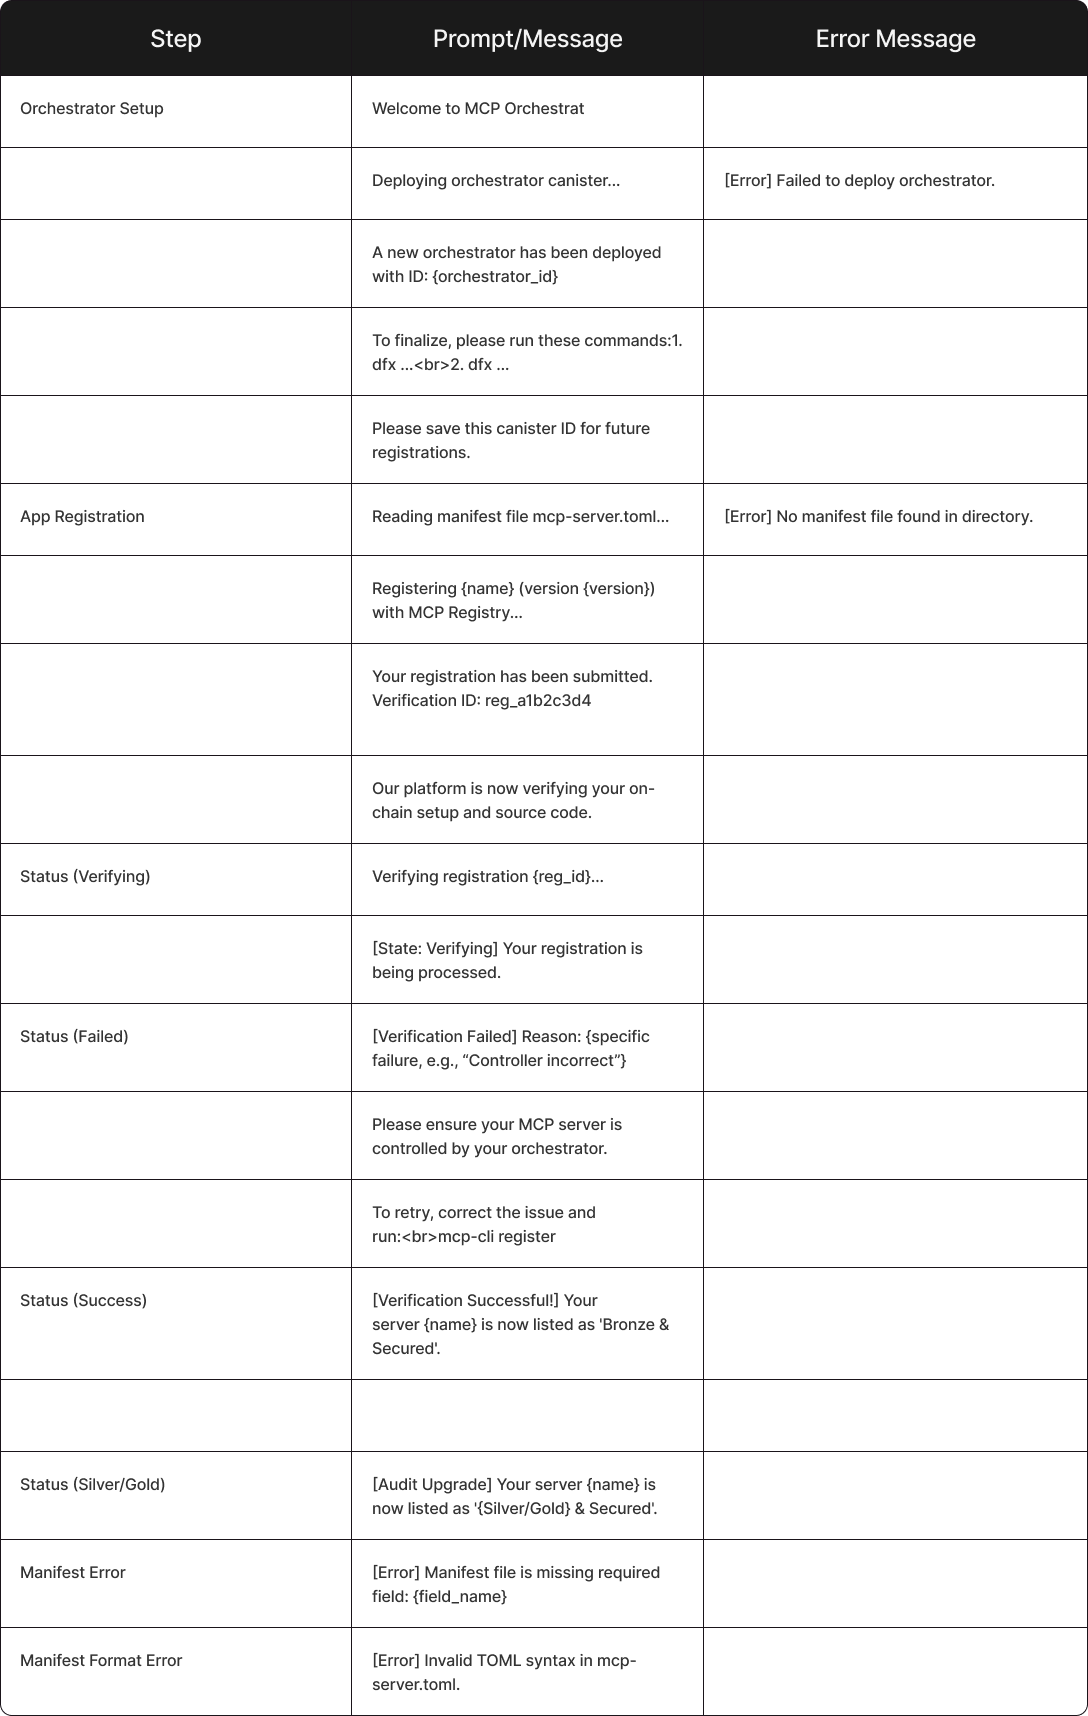 Step Prompt/Message Error Message
Orchestrator Setup Welcome to MCP Orchestrat
Deploying orchestrator canister... [Error] Failed to deploy orchestrator.
A new orchestrator has been deployed
with ID: {orchestrator_id}
To finalize, please run these commands:1.
dfx ...<br>2. dfx ...
Please save this canister ID for future
registrations.
App Registration Reading manifest file mcp-server.toml... [Error] No manifest file found in directory.
Registering {name} (version {version})
with MCP Registry...
Your registration has been submitted.
Verification ID: reg_a1b2c3d4
Our platform is now verifying your on-
chain setup and source code.
Status (Verifying) Verifying registration {reg_id}...
[State: Verifying] Your registration is
being processed.
Status (Failed) [Verification Failed] Reason: {specific
failure, e.g., “Controller incorrect”}
Please ensure your MCP server is
controlled by your orchestrator.
To retry, correct the issue and
run:<br>mcp-cli register
Status (Success) [Verification Successful!] Your
server {name} is now listed as 'Bronze &
Secured'.
Status (Silver/Gold) [Audit Upgrade] Your server {name} is
now listed as '{Silver/Gold} & Secured'.
Manifest Error [Error] Manifest file is missing required
field: {field_name}
Manifest Format Error [Error] Invalid TOML syntax in mcp-
server.toml.